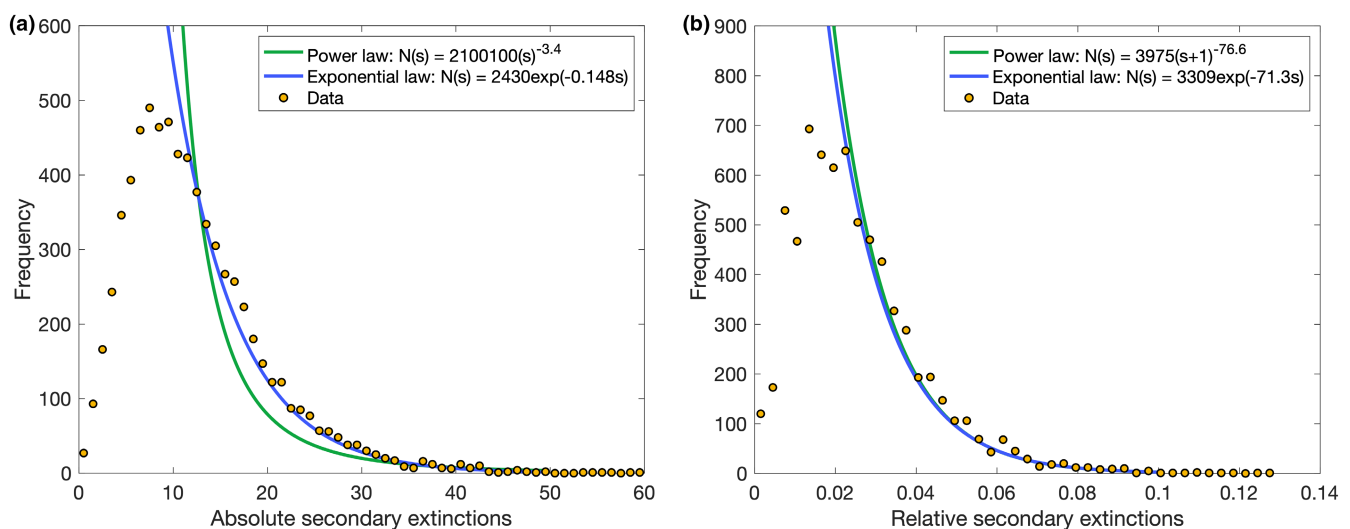 (a)
600
500
400
300
200
100
0
Frequency
Power law: N(s) = 2100100(s)^-3.4
Exponential law: N(s) = 2430exp(-0.148s)
Data
0 10 20 30 40 50 60
Absolute secondary extinctions
(b)
900
800
700
600
500
400
300
200
100
0
Frequency
Power law: N(s) = 3975(s+1)^-76.6
Exponential law: N(s) = 3309exp(-71.3s)
Data
0 0.02 0.04 0.06 0.08 0.1 0.12 0.14
Relative secondary extinctions